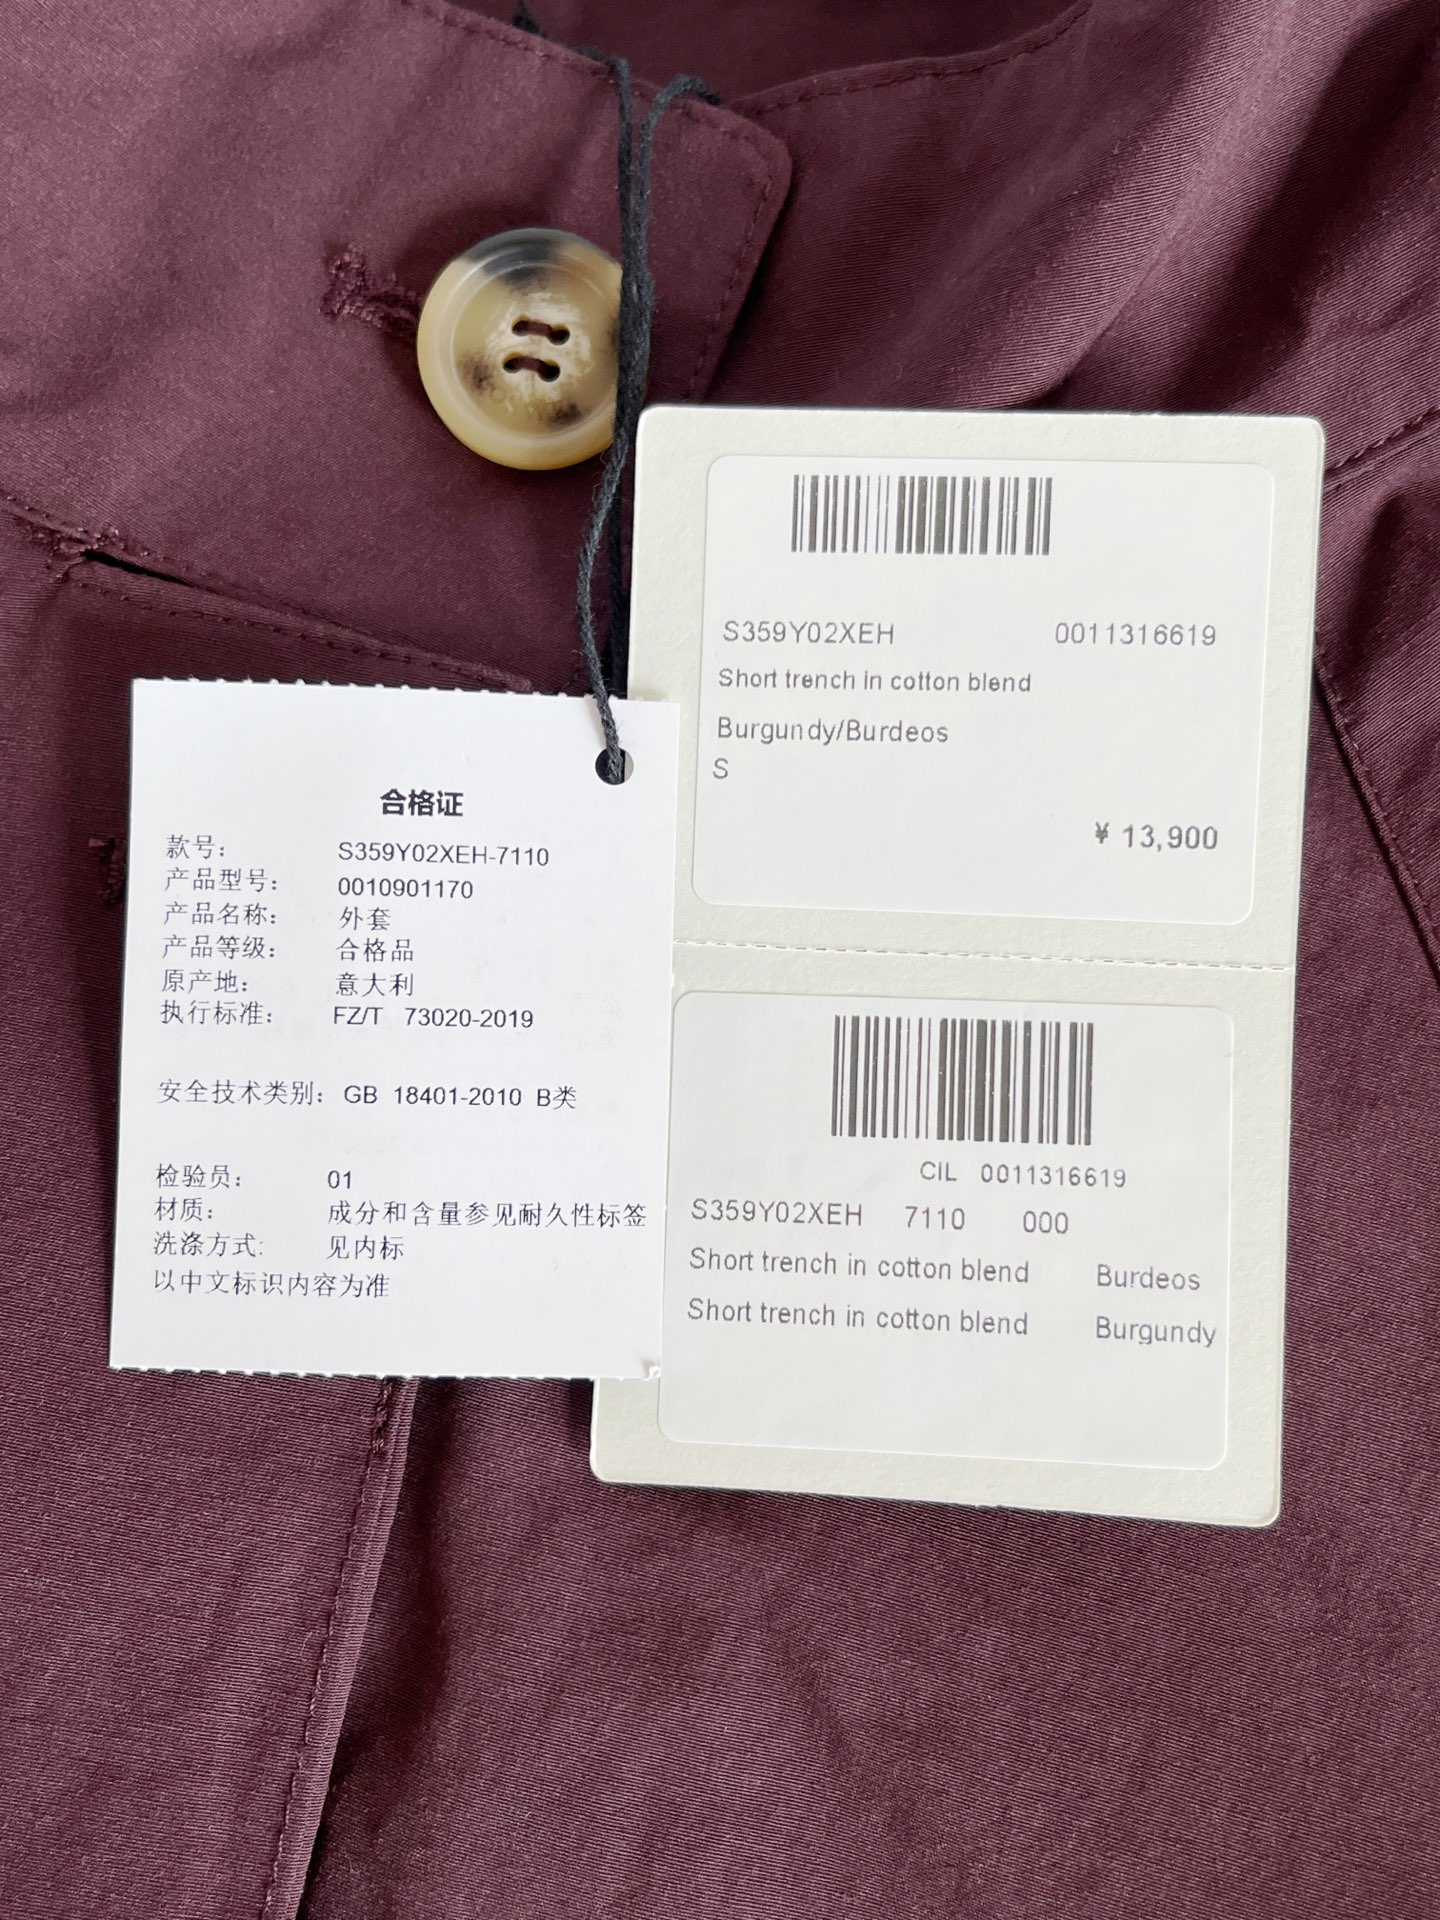 S359Y02XEH 0011316619
Short trench in cotton blend
Burgundy/Burdeos
S
¥ 13,900
合格证
款号： S359Y02XEH-7110
产品型号： 0010901170
产品名称： 外套
产品等级： 合格品
原产地： 意大利
执行标准： FZ/T 73020-2019
安全技术类别： GB 18401-2010 B类
检验员： 01
材质： 成分和含量参见耐久性标签
洗涤方式: 见内标
以中文标识内容为准
CIL 0011316619
S359Y02XEH 7110 000
Short trench in cotton blend Burdeos
Short trench in cotton blend Burgundy